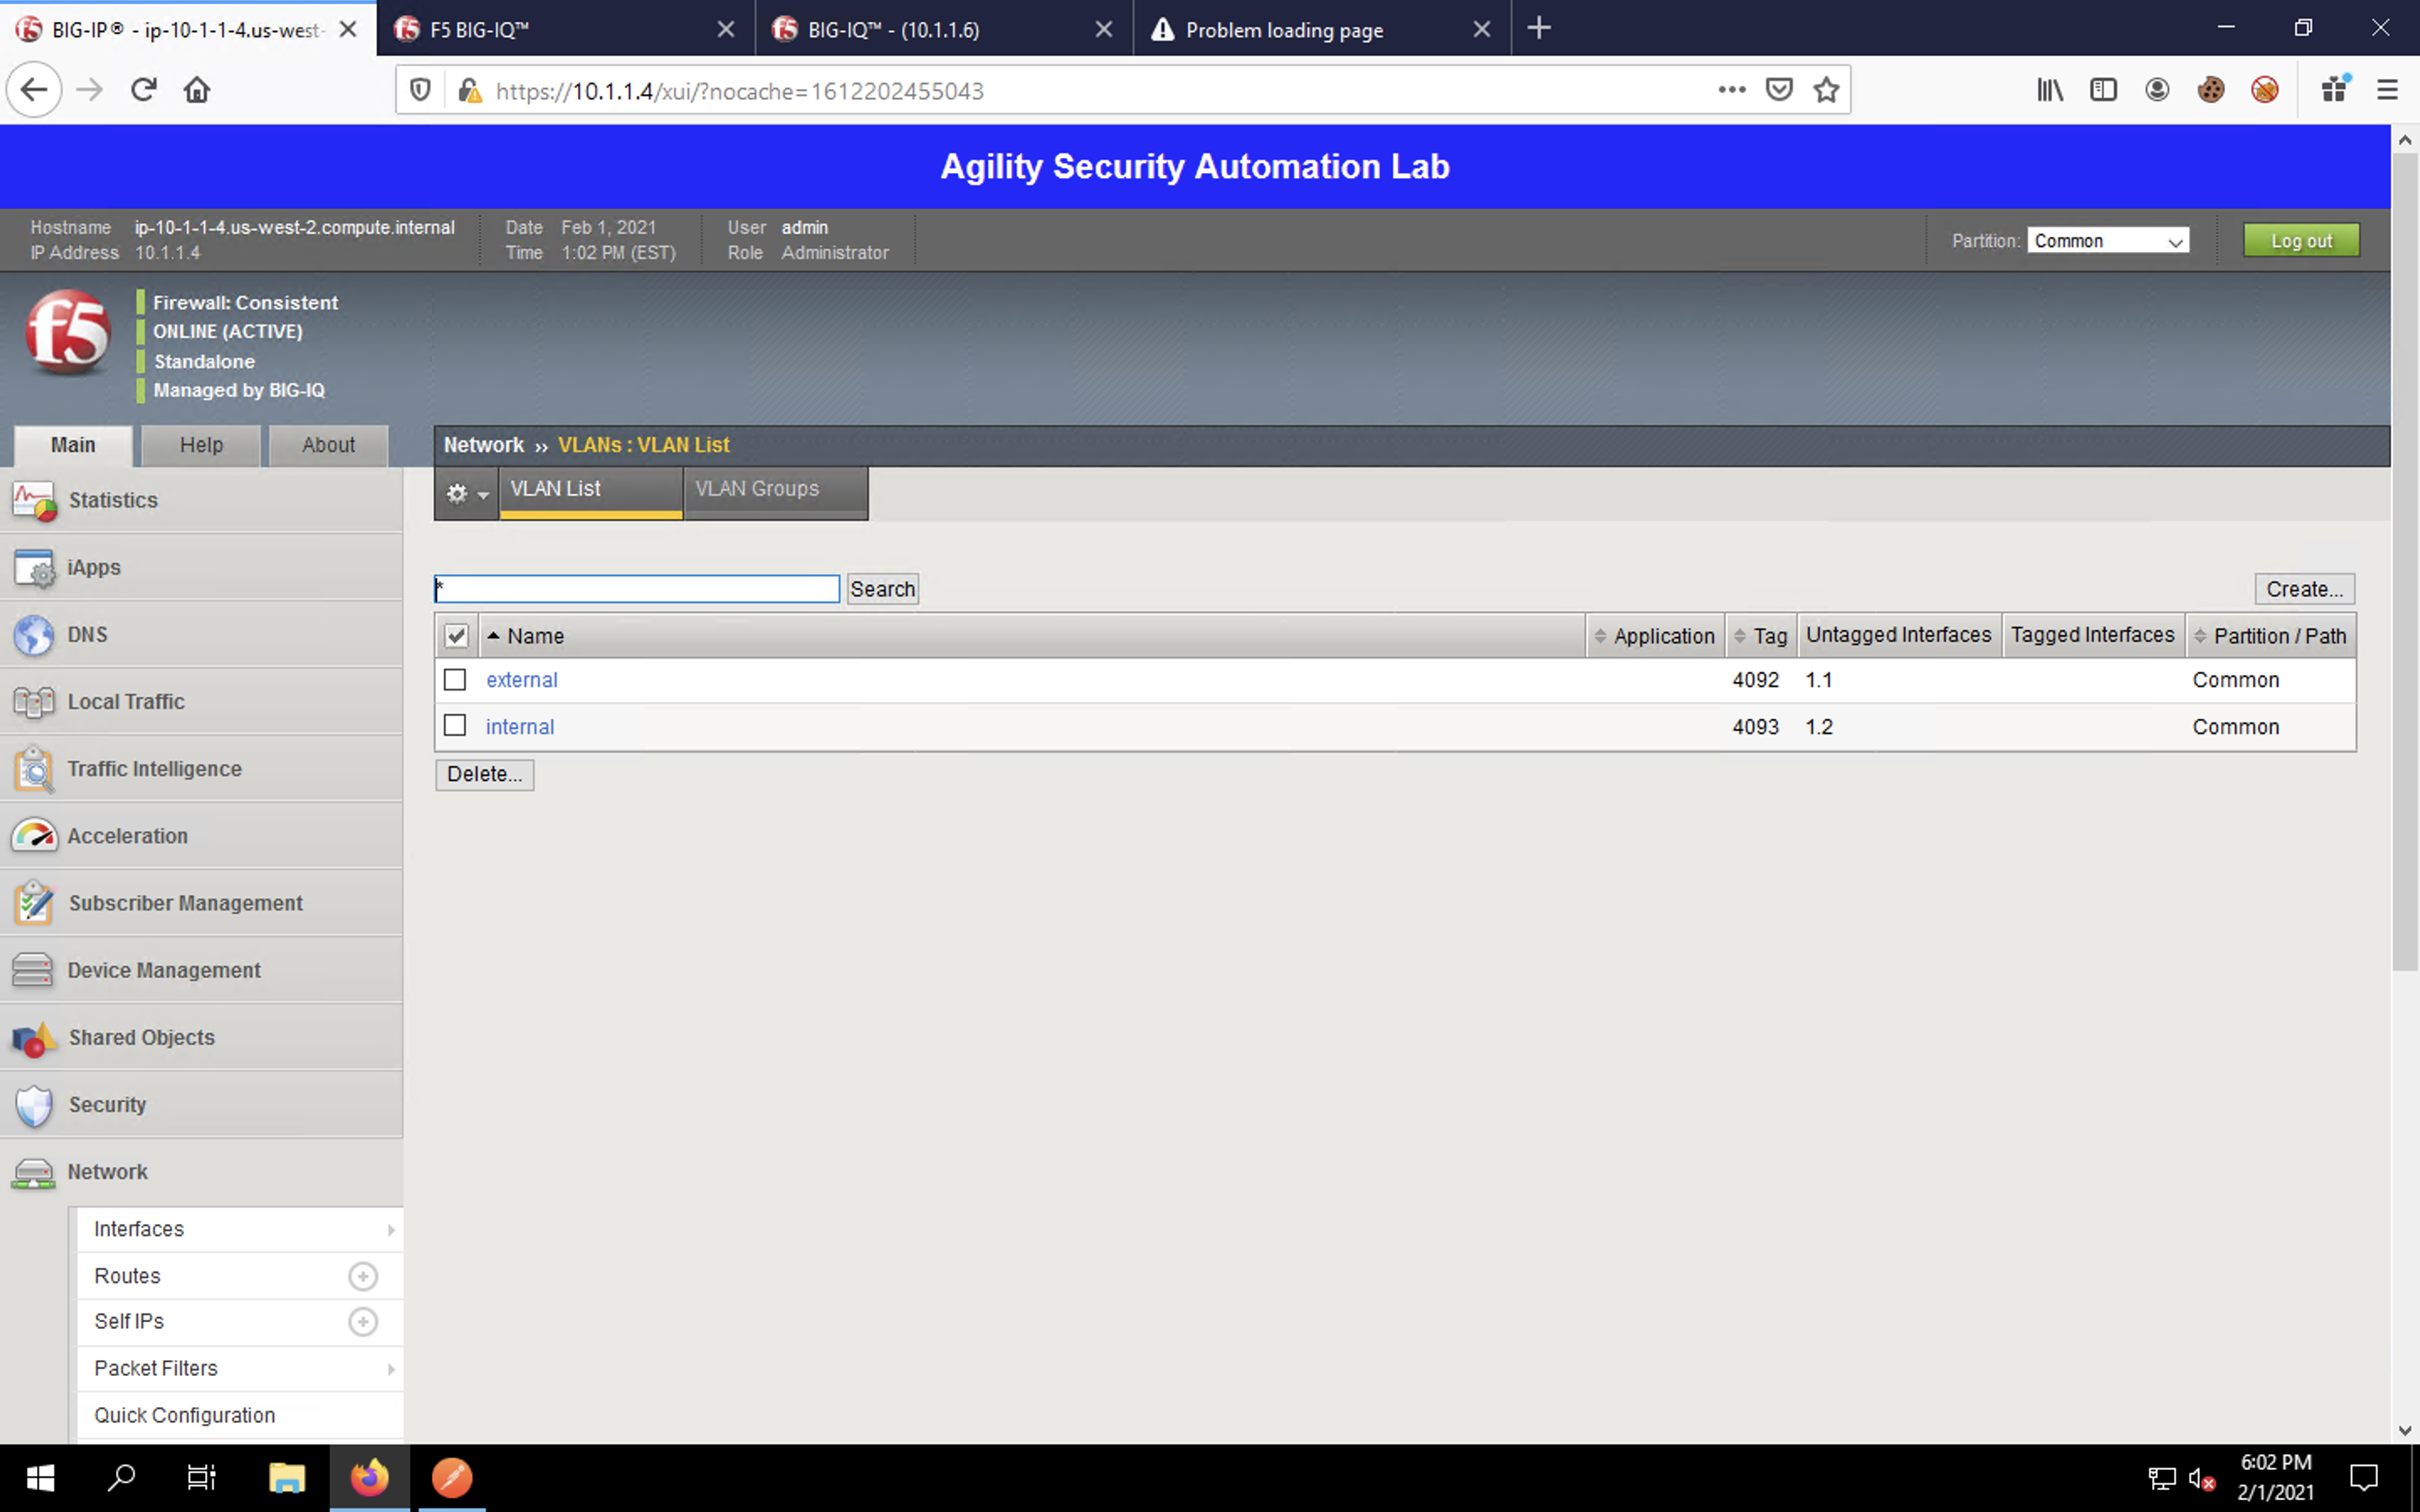 BIG-IP® - ip-10-1-1-4.us-west-
F5 BIG-IQ™
BIG-IQ™ - (10.1.1.6)
Problem loading page
https://10.1.1.4/xui/?nocache=1612202455043
Agility Security Automation Lab
Hostname ip-10-1-1-4.us-west-2.compute.internal
IP Address 10.1.1.4
Date Feb 1, 2021
Time 1:02 PM (EST)
User admin
Role Administrator
Partition: Common
Log out
f5
Firewall: Consistent
ONLINE (ACTIVE)
Standalone
Managed by BIG-IQ
Main Help About
Network ›› VLANs : VLAN List
VLAN List VLAN Groups
Statistics
iApps
DNS
Local Traffic
Traffic Intelligence
Acceleration
Subscriber Management
Device Management
Shared Objects
Security
Network
Interfaces
Routes
Self IPs
Packet Filters
Quick Configuration
* Search Create...
Name Application Tag Untagged Interfaces Tagged Interfaces Partition / Path
external 4092 1.1 Common
internal 4093 1.2 Common
Delete...
6:02 PM
2/1/2021